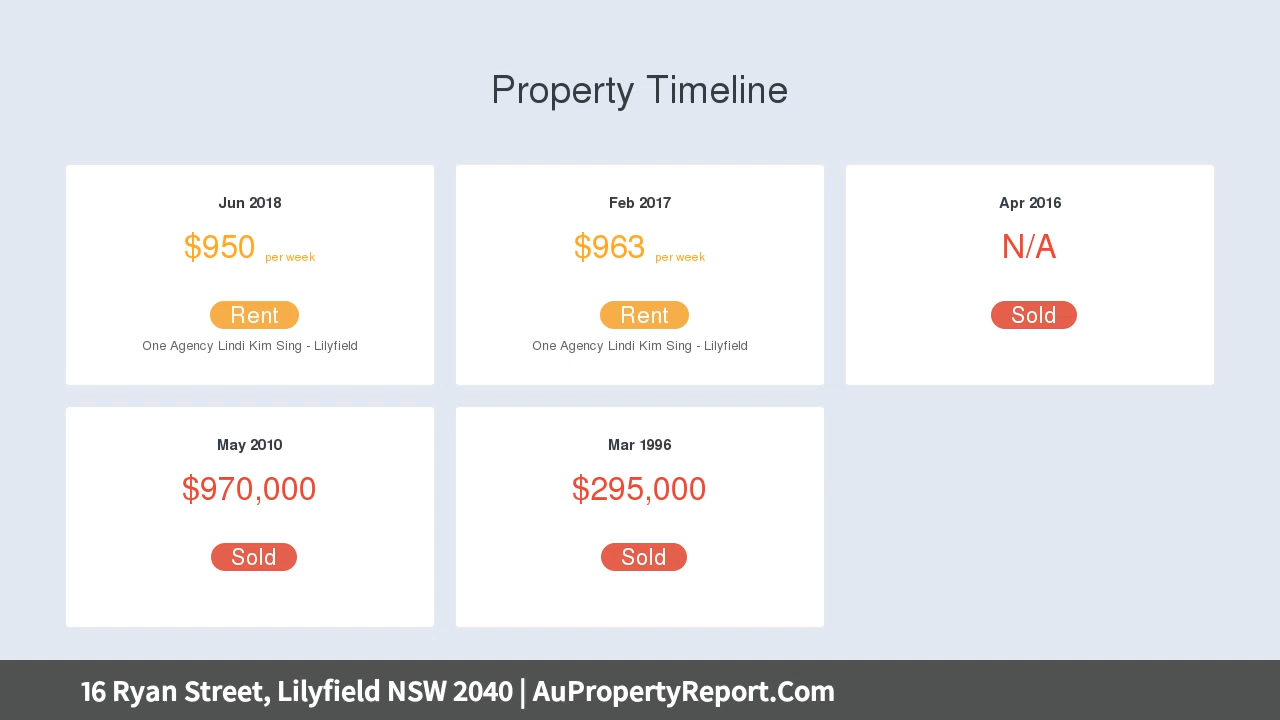 Property Timeline
Jun 2018
$950 per week
Rent
One Agency Lindi Kim Sing - Lilyfield
Feb 2017
$963 per week
Rent
One Agency Lindi Kim Sing - Lilyfield
Apr 2016
N/A
Sold
May 2010
$970,000
Sold
Mar 1996
$295,000
Sold
16 Ryan Street, Lilyfield NSW 2040 | AuPropertyReport.Com